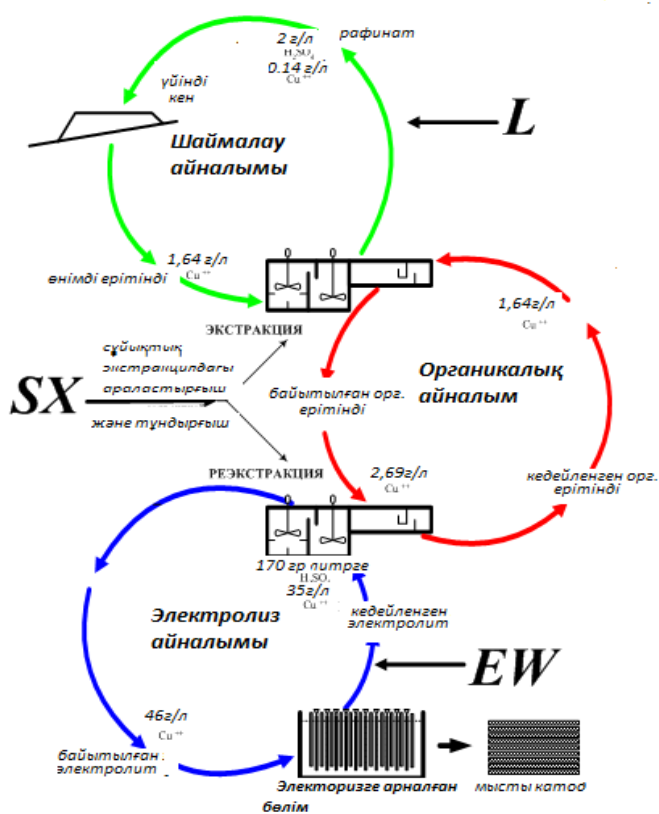 2 г/л
H₂SO₄
0.14 г/л
Cu⁺⁺
рафинат
үйінді
кен
Шаймалау
айналымы
L
1,64 г/л
Cu⁺⁺
өнімді ерітінді
ЭКСТРАКЦИЯ
1,64г/л
Cu⁺⁺
сұйықтық
экстракцилдағы
араластырғыш
SX
және тұндырғыш
Органикалық
айналым
байытылған орг.
ерітінді
РЕЭКСТРАКЦИЯ
2,69г/л
Cu⁺⁺
кедейленген орг.
ерітінді
170 гр литрге
H₂SO₄
35г/л
Cu⁺⁺
Электролиз
айналымы
кедейленген
электролит
EW
46г/л
Cu⁺⁺
байытылған .
электролит
Электоризге арналған
бөлім
мысты катод